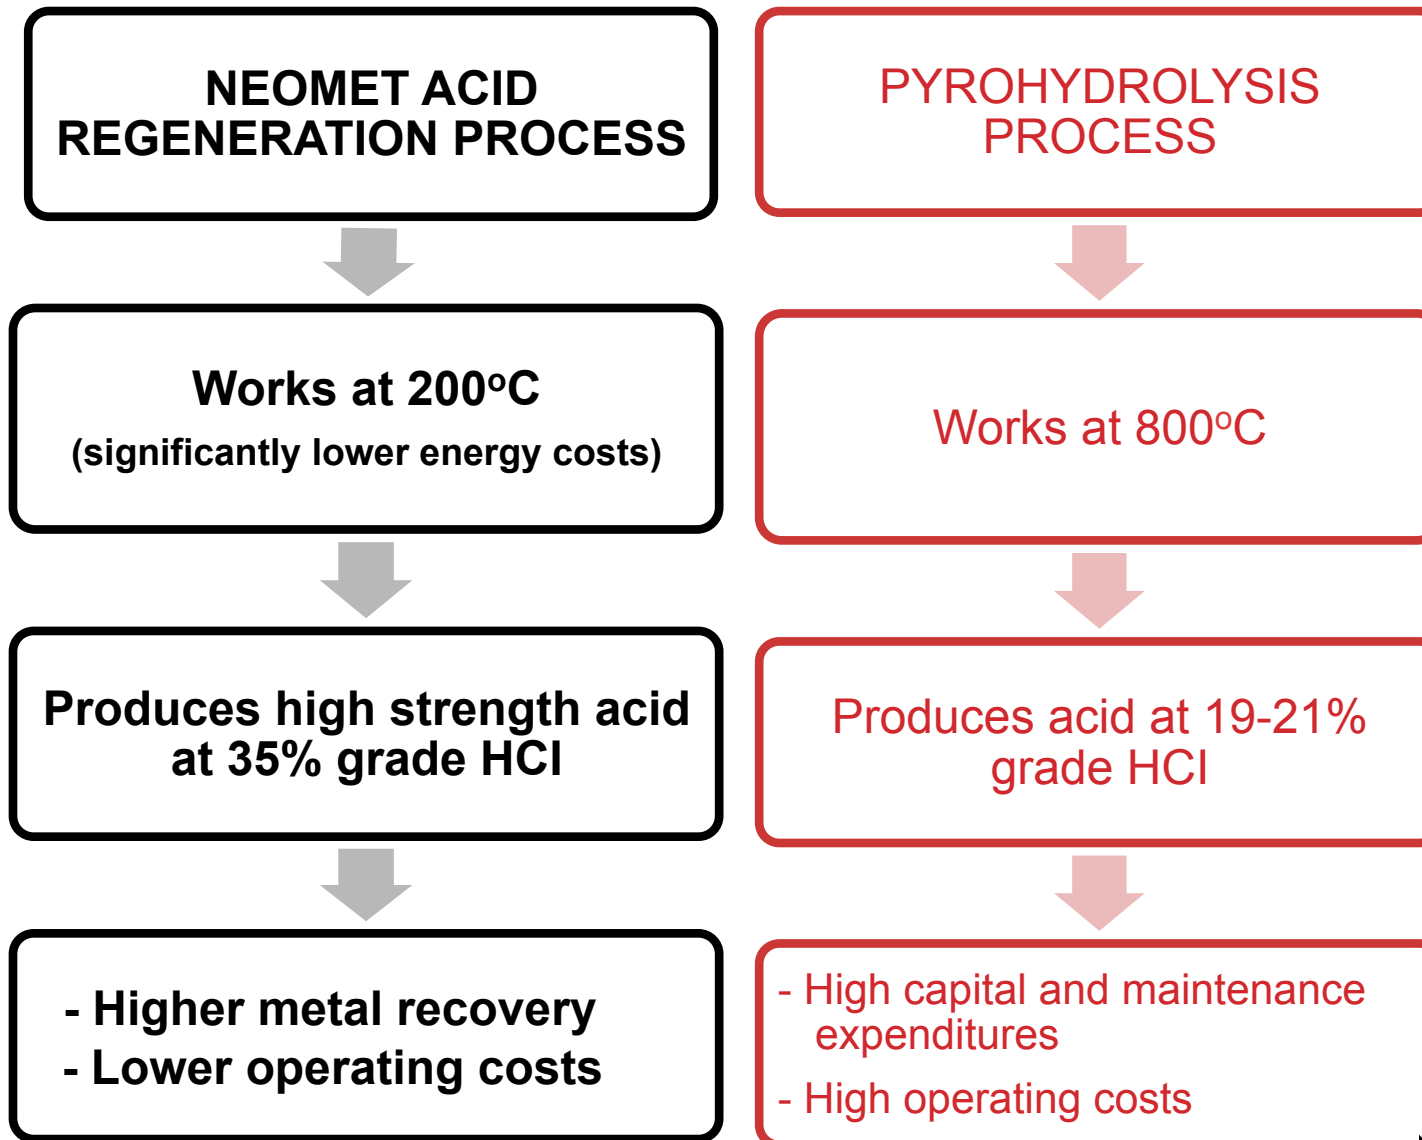 NEOMET ACID
REGENERATION PROCESS
Works at 200ºC
(significantly lower energy costs)
Produces high strength acid
at 35% grade HCl
- Higher metal recovery
- Lower operating costs
PYROHYDROLYSIS
PROCESS
Works at 800ºC
Produces acid at 19-21%
grade HCl
- High capital and maintenance
expenditures
- High operating costs